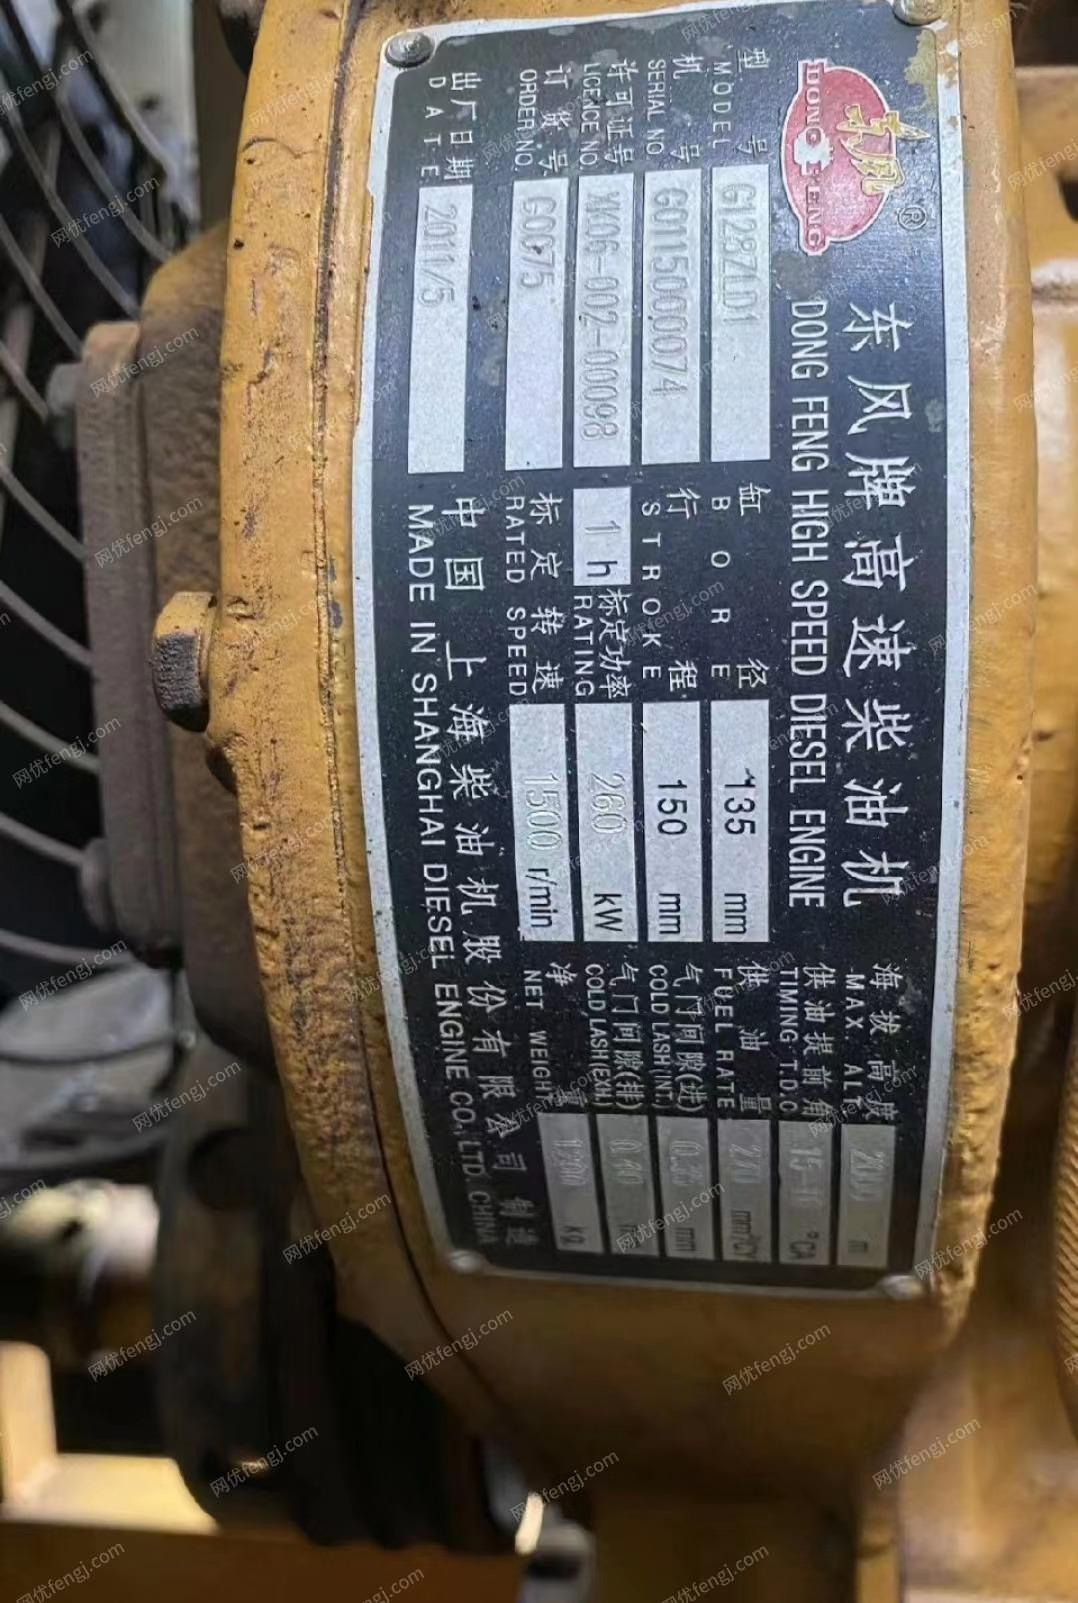 东风
DONG FENG
®
东风牌高速柴油机
DONG FENG HIGH SPEED DIESEL ENGINE
型号 G128ZLD1
MODEL
机号 G0115000074
SERIAL NO
许可证号 XK06-002-00098
LICENCE NO.
订货号
ORDER NO.
出厂日期 2011/5
DATE
缸径 135 mm
BORE
行程 150 mm
STROKE
1 h 标定功率 260 kW
RATING
标定转速 1500 r/min
RATED SPEED
海拔高度 m
MAX. ALT.
供油提前角 °CA
TIMING T.D.C
供油量
FUEL RATE
气门间隙(进) mm
COLD LASH(INT.)
气门间隙(排)
COLD LASH(EXH.)
净重 kg
NET WEIGHT
中国 上海柴油机股份有限公司 制造
MADE IN SHANGHAI DIESEL ENGINE CO.,LTD. CHINA
网优fengj.com